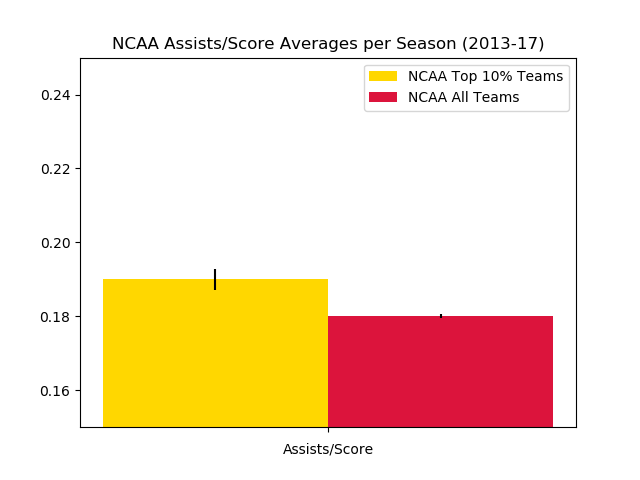 NCAA Assists/Score Averages per Season (2013-17)
NCAA Top 10% Teams
NCAA All Teams
0.24
0.22
0.20
0.18
0.16
Assists/Score